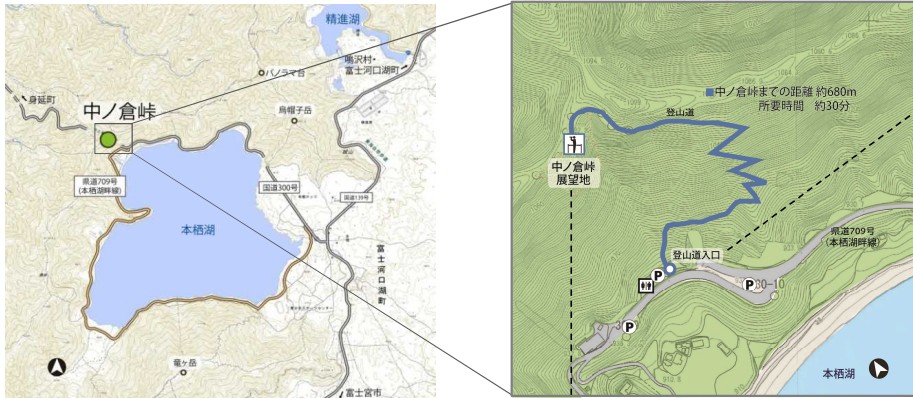 精進湖
鳴沢村・
富士河口湖町
パノラマ台
身延町
中ノ倉峠
烏帽子岳
県道709号
(本栖湖畔線)
国道300号
国道139号
本栖湖
富士河口湖町
竜ヶ岳
富士宮市
中ノ倉峠までの距離 約680m
所要時間 約30分
登山道
中ノ倉峠
展望地
県道709号
(本栖湖畔線)
登山道入口
P
P
P
本栖湖